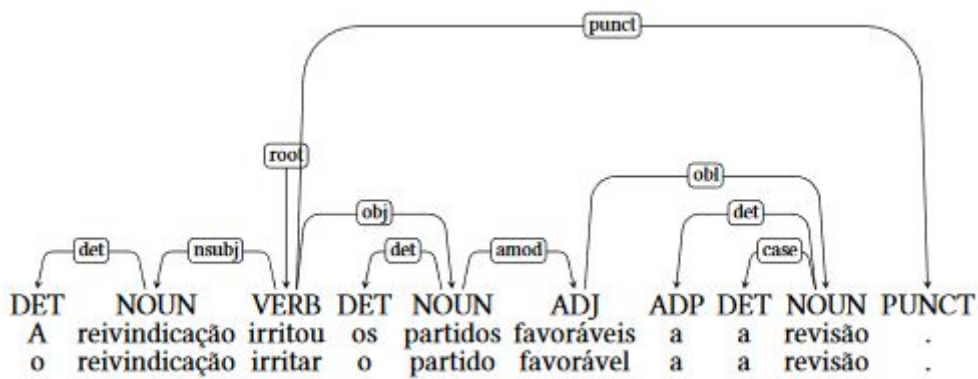 punct
root
obl
obj det
det nsubj det amod case
DET NOUN VERB DET NOUN ADJ ADP DET NOUN PUNCT
A reivindicação irritou os partidos favoráveis a a revisão .
o reivindicação irritar o partido favorável a a revisão .